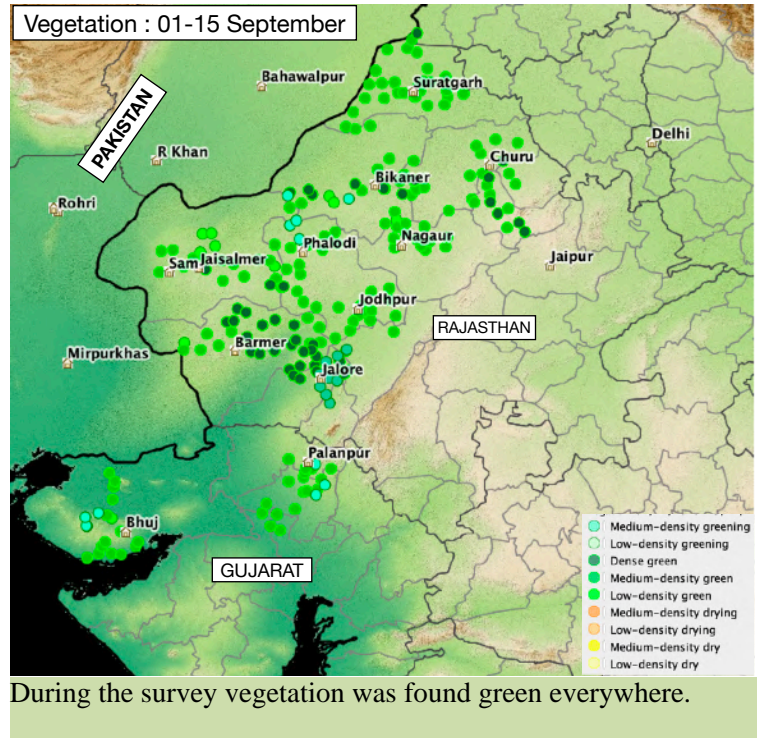 Vegetation : 01-15 September
Bahawalpur
Suratgarh
PAKISTAN
Delhi
R Khan
Churu
Bikaner
Rohri
Phalodi
Nagaur
Sam
Jaisalmer
Jaipur
Jodhpur
RAJASTHAN
Barmer
Mirpurkhas
Jalore
Palanpur
Bhuj
GUJARAT
Medium-density greening
Low-density greening
Dense green
Medium-density green
Low-density green
Medium-density drying
Low-density drying
Medium-density dry
Low-density dry
During the survey vegetation was found green everywhere.